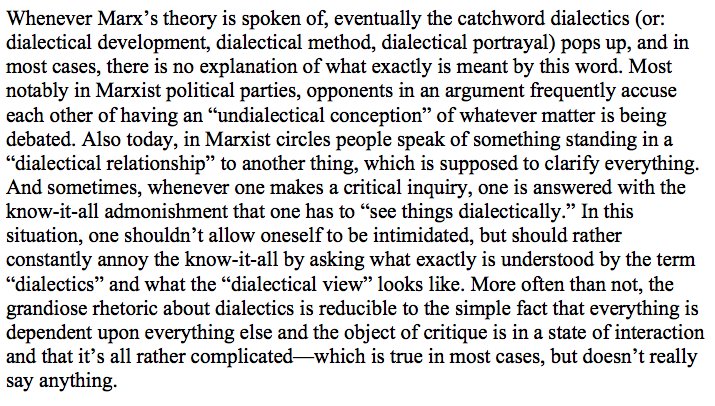 Whenever Marx’s theory is spoken of, eventually the catchword dialectics (or:
dialectical development, dialectical method, dialectical portrayal) pops up, and in
most cases, there is no explanation of what exactly is meant by this word. Most
notably in Marxist political parties, opponents in an argument frequently accuse
each other of having an “undialectical conception” of whatever matter is being
debated. Also today, in Marxist circles people speak of something standing in a
“dialectical relationship” to another thing, which is supposed to clarify everything.
And sometimes, whenever one makes a critical inquiry, one is answered with the
know-it-all admonishment that one has to “see things dialectically.” In this
situation, one shouldn’t allow oneself to be intimidated, but should rather
constantly annoy the know-it-all by asking what exactly is understood by the term
“dialectics” and what the “dialectical view” looks like. More often than not, the
grandiose rhetoric about dialectics is reducible to the simple fact that everything is
dependent upon everything else and the object of critique is in a state of interaction
and that it’s all rather complicated—which is true in most cases, but doesn’t really
say anything.